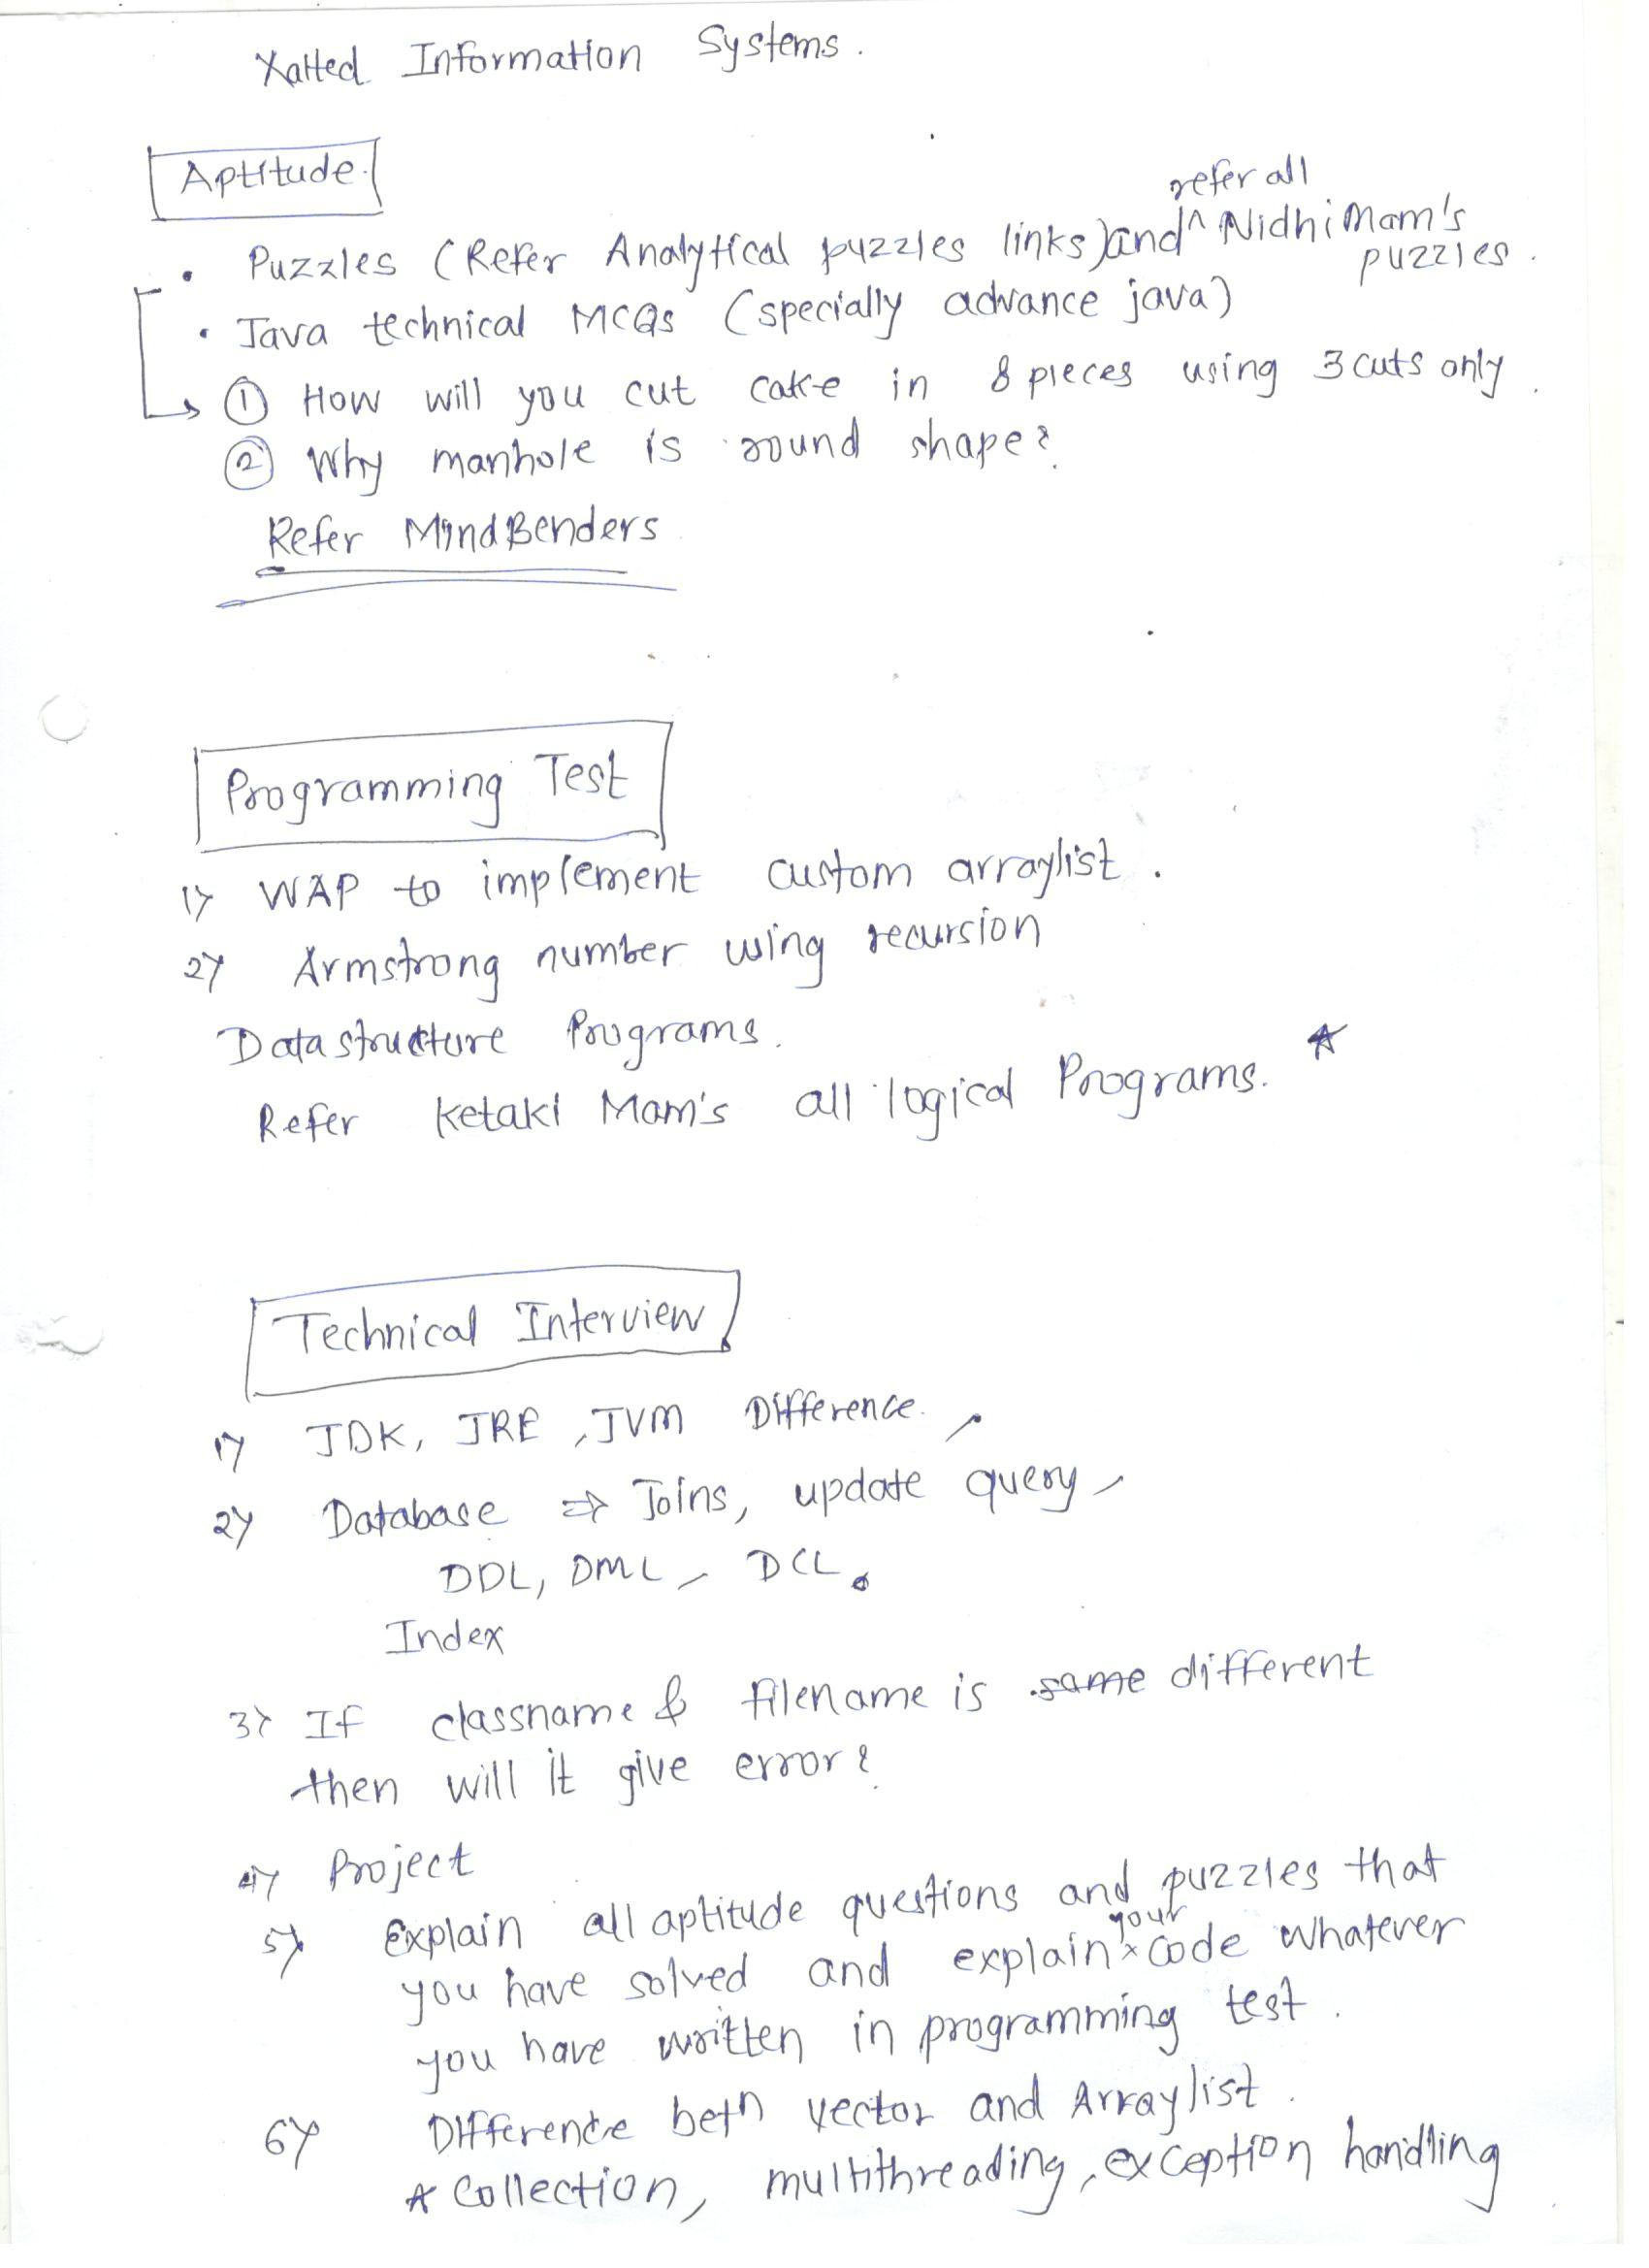 Xalted Information Systems.
Aptitude.
refer all
• Puzzles (Refer Analytical puzzles links) and ^ Nidhi Mam's
puzzles.
• Java technical MCQs (specially advance java)
① How will you cut cake in 8 pieces using 3 cuts only.
② Why manhole is round shape?
Refer MindBenders
Programming Test
1) WAP to implement custom arraylist.
2) Armstrong number using recursion
Datastructure Programs.
Refer Ketaki Mam's all logical Programs. *
Technical Interview
1) JDK, JRE, JVM Difference.
2) Database ⇒ Joins, update query,
DDL, DML, DCL.
Index
3) If classname & filename is same different
then will it give error?
4) Project
5) Explain all aptitude questions and puzzles that
you have solved and explain your code whatever
you have written in programming test.
6) Difference betn vector and Arraylist.
* Collection, multithreading, exception handling